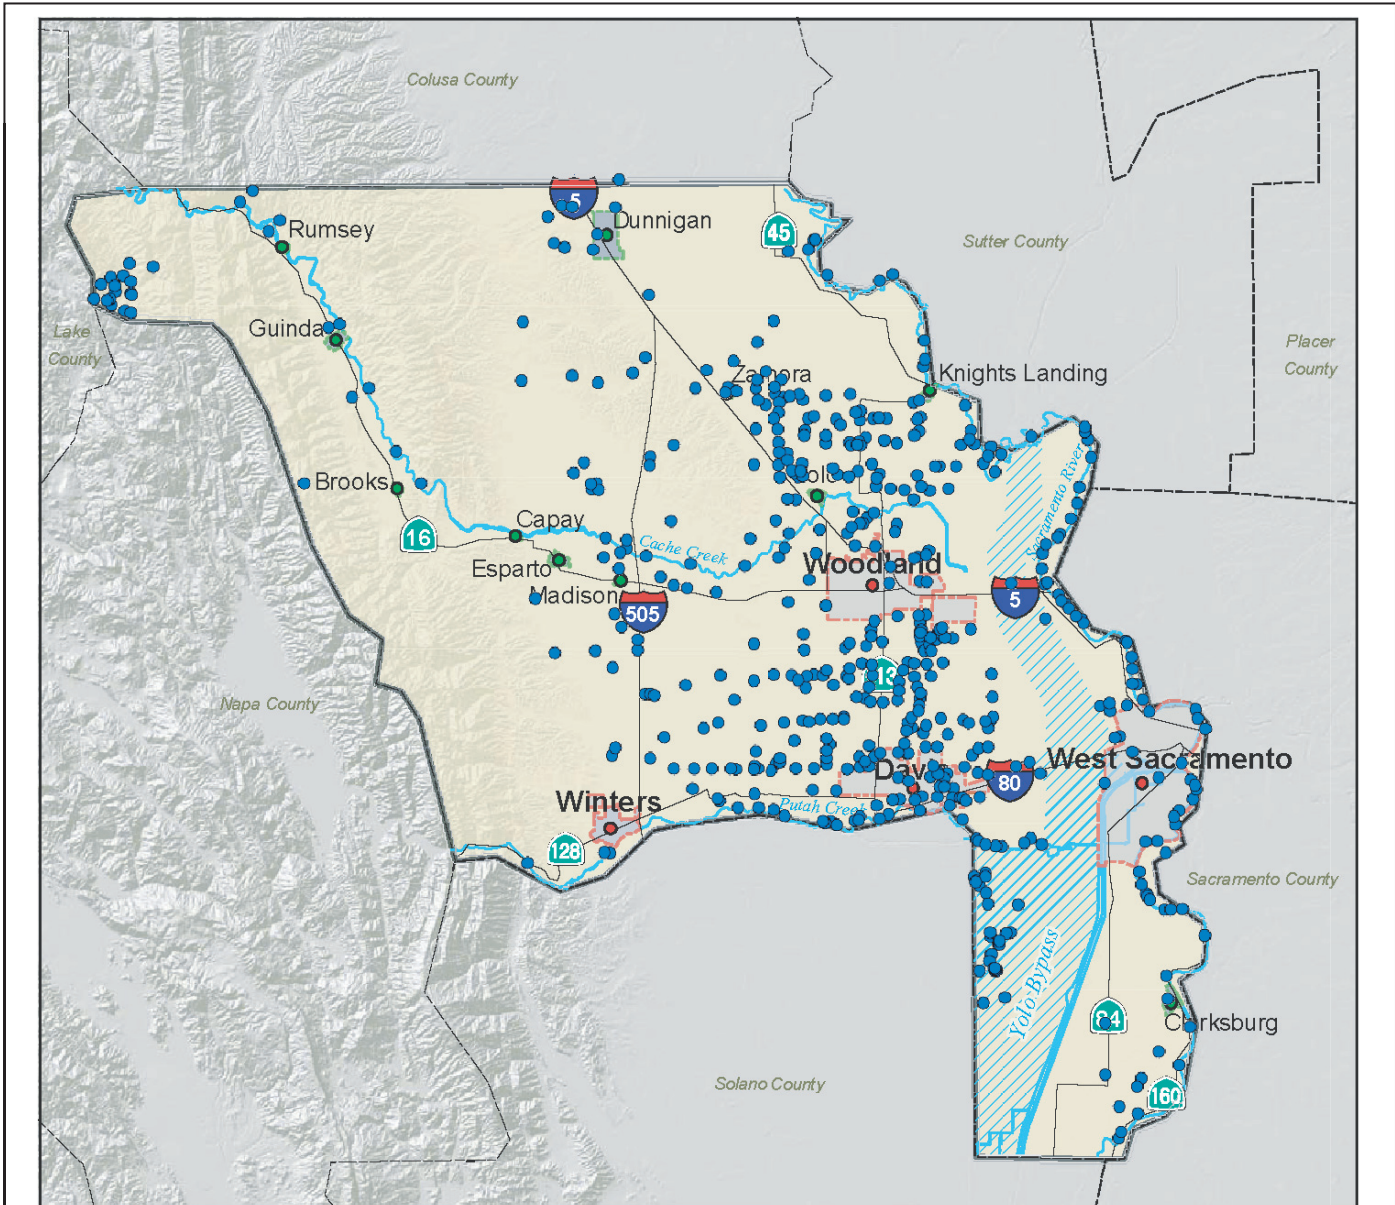 Colusa County
5
Dunnigan
45
Rumsey
Sutter County
Lake
County
Guinda
Placer
County
Zamora
Knights Landing
Brooks
Sacramento River
16
Capay
Cache Creek
Esparto
Woodland
Madison
505
5
Napa County
West Sacramento
80
Winters
Putah Creek
128
Sacramento County
Yolo Bypass
84
Clarksburg
Solano County
160